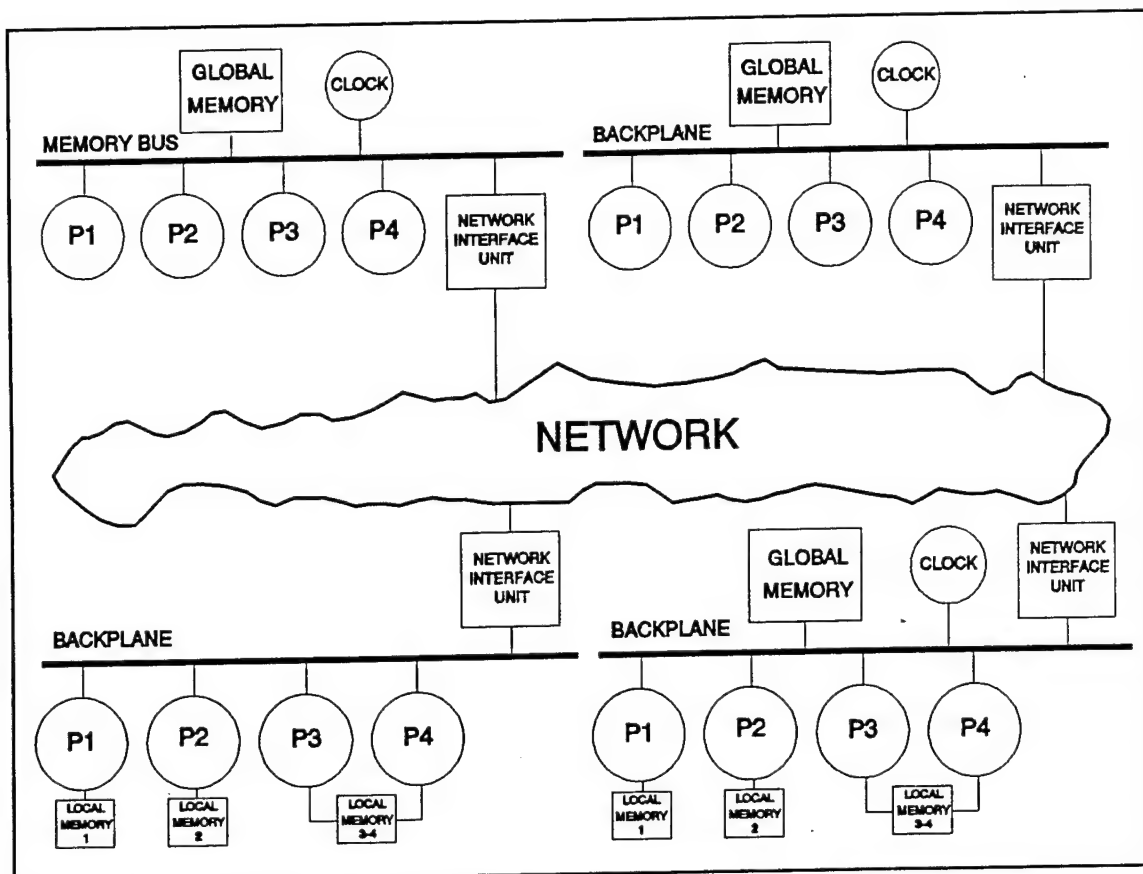 GLOBAL
MEMORY
CLOCK
MEMORY BUS
P1
P2
P3
P4
NETWORK
INTERFACE
UNIT
GLOBAL
MEMORY
CLOCK
BACKPLANE
P1
P2
P3
P4
NETWORK
INTERFACE
UNIT
NETWORK
NETWORK
INTERFACE
UNIT
BACKPLANE
P1
P2
P3
P4
LOCAL
MEMORY
1
LOCAL
MEMORY
2
LOCAL
MEMORY
3-4
GLOBAL
MEMORY
CLOCK
NETWORK
INTERFACE
UNIT
BACKPLANE
P1
P2
P3
P4
LOCAL
MEMORY
1
LOCAL
MEMORY
2
LOCAL
MEMORY
3-4